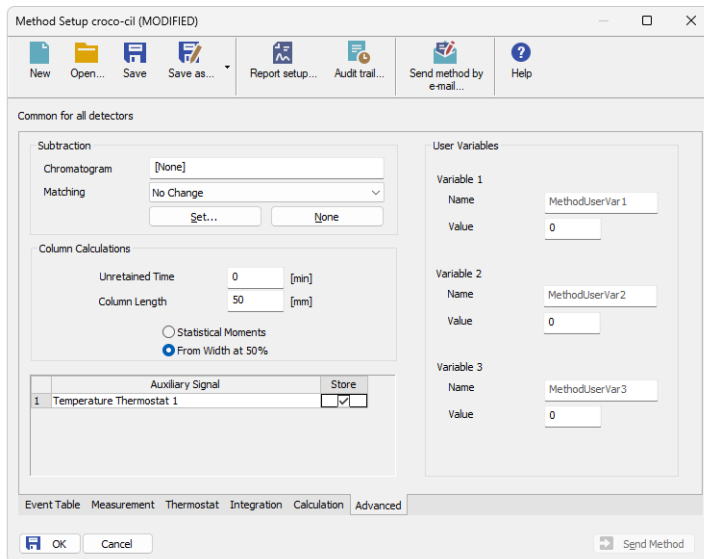 Method Setup croco-cil (MODIFIED)
New Open... Save Save as... Report setup... Audit trail... Send method by e-mail... Help
Common for all detectors
Subtraction
Chromatogram [None]
Matching No Change
Set... None
Column Calculations
Unretained Time 0 [min]
Column Length 50 [mm]
Statistical Moments
From Width at 50%
Auxiliary Signal Store
1 Temperature Thermostat 1
User Variables
Variable 1
Name MethodUserVar1
Value 0
Variable 2
Name MethodUserVar2
Value 0
Variable 3
Name MethodUserVar3
Value 0
Event Table Measurement Thermostat Integration Calculation Advanced
OK Cancel Send Method